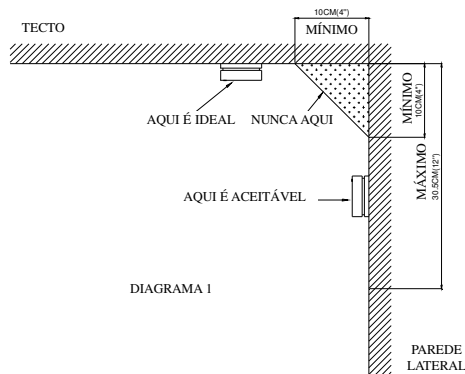 10CM(4")
TECTO
MÍNIMO
MÍNIMO
10CM(4")
AQUI É IDEAL
NUNCA AQUI
MÁXIMO
30.5CM(12")
AQUI É ACEITÁVEL
DIAGRAMA 1
PAREDE
LATERAL